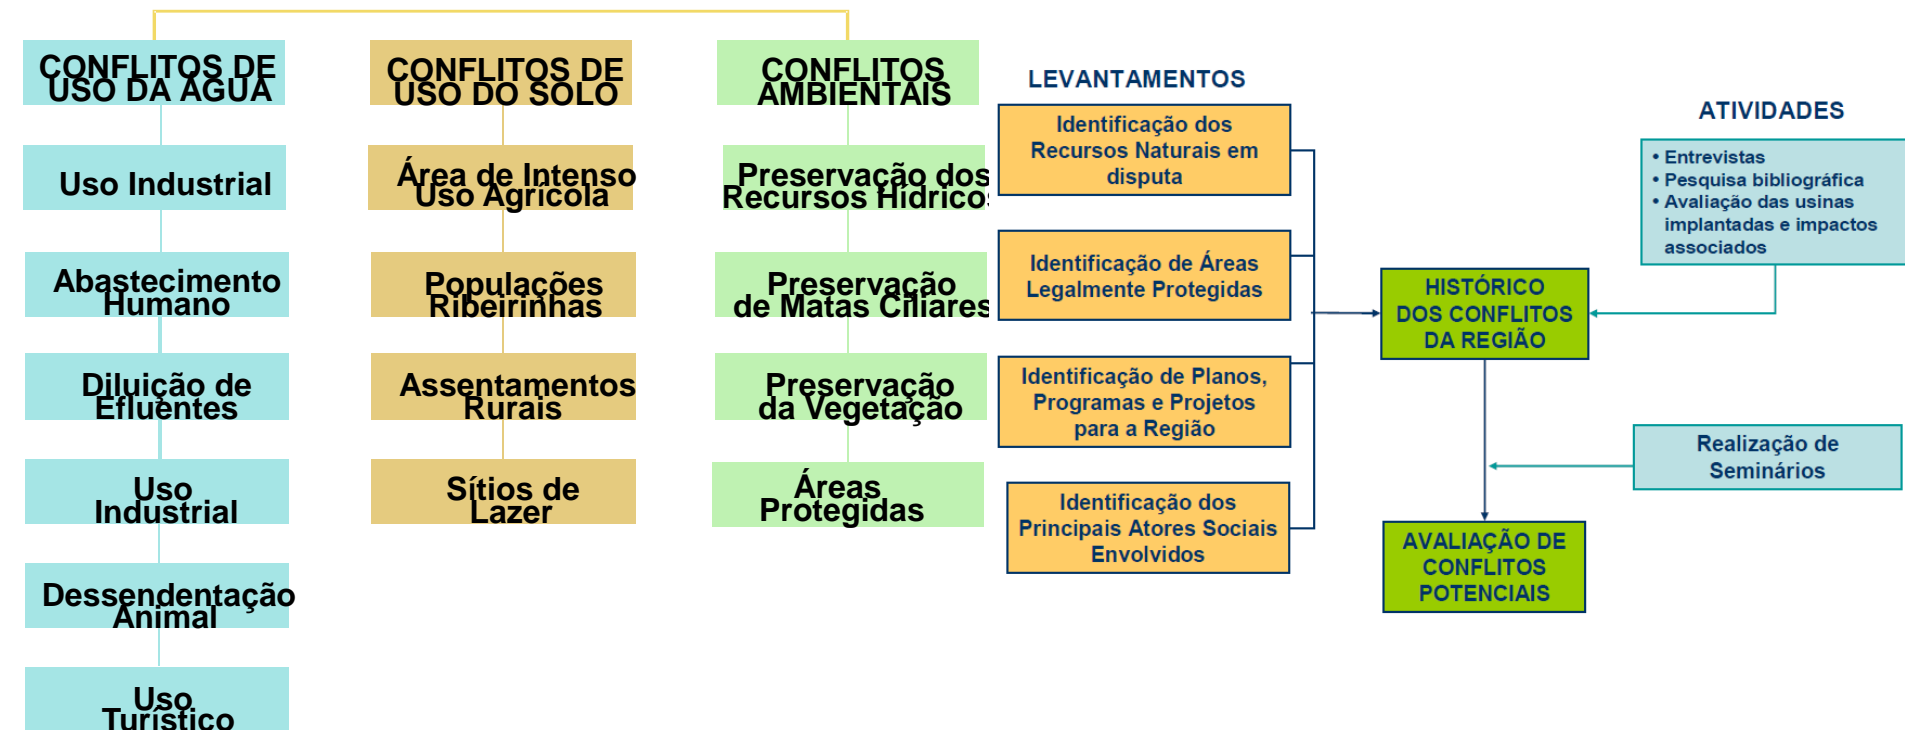 CONFLITOS DE
USO DA ÁGUA
Uso Industrial
Abastecimento
Humano
Diluição de
Efluentes
Uso
Industrial
Dessendentação
Animal
Uso
Turístico
CONFLITOS DE
USO DO SOLO
Área de Intenso
Uso Agrícola
Populações
Ribeirinhas
Assentamentos
Rurais
Sítios de
Lazer
CONFLITOS
AMBIENTAIS
Preservação dos
Recursos Hídricos
Preservação
de Matas Ciliares
Preservação
da Vegetação
Áreas
Protegidas
LEVANTAMENTOS
Identificação dos
Recursos Naturais em
disputa
Identificação de Áreas
Legalmente Protegidas
Identificação de Planos,
Programas e Projetos
para a Região
Identificação dos
Principais Atores Sociais
Envolvidos
HISTÓRICO
DOS CONFLITOS
DA REGIÃO
AVALIAÇÃO DE
CONFLITOS
POTENCIAIS
ATIVIDADES
• Entrevistas
• Pesquisa bibliográfica
• Avaliação das usinas
implantadas e impactos
associados
Realização de
Seminários